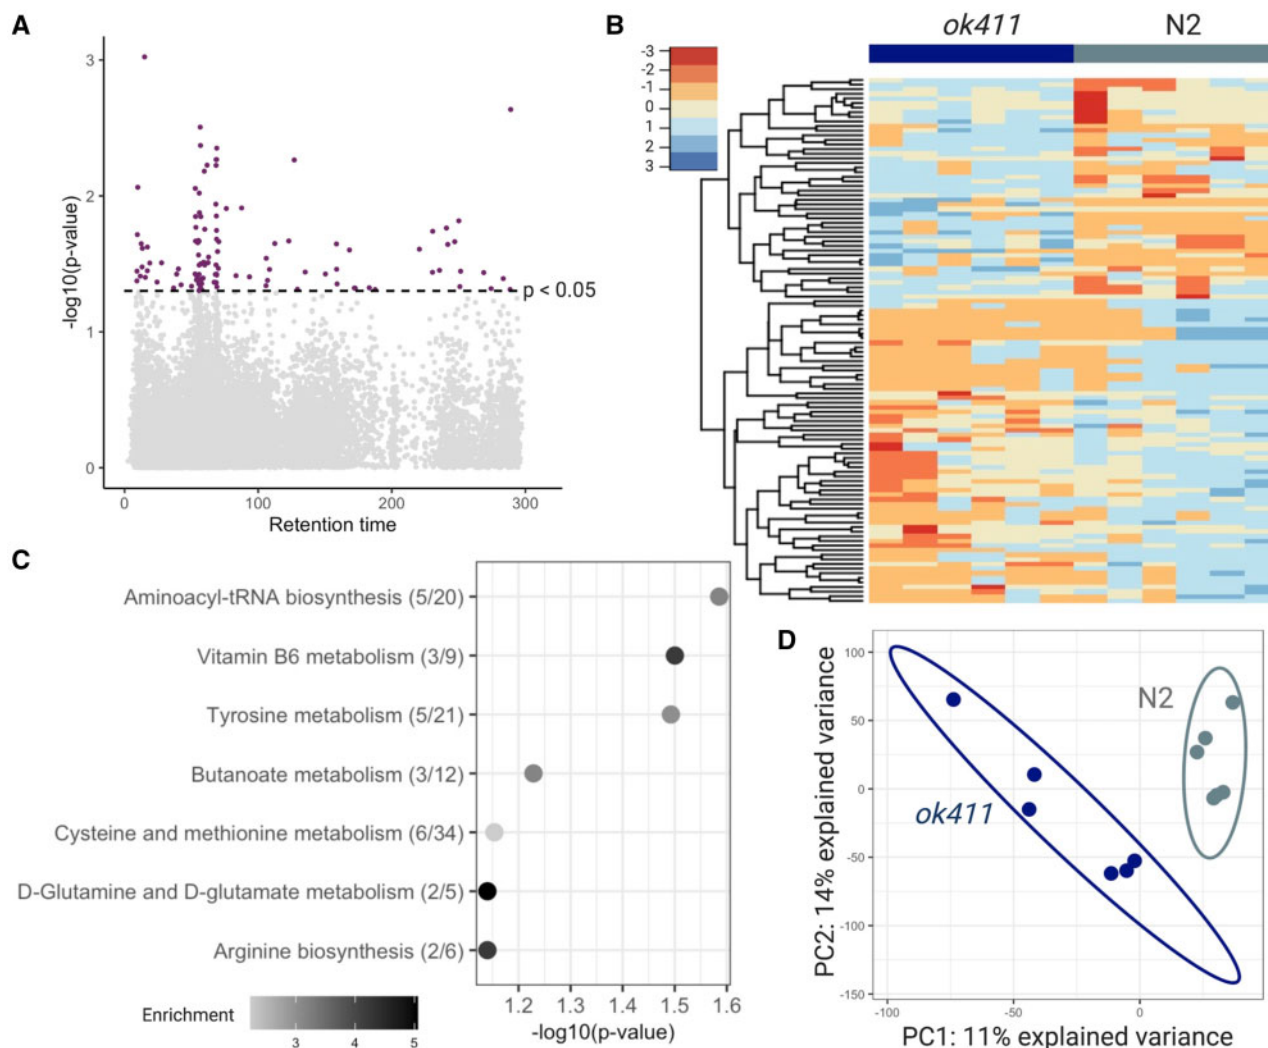 A
3
2
1
0
-log10(p-value)
p < 0.05
0
100
200
300
Retention time
B
ok411
N2
-3
-2
-1
0
1
2
3
C
Aminoacyl-tRNA biosynthesis (5/20)
Vitamin B6 metabolism (3/9)
Tyrosine metabolism (5/21)
Butanoate metabolism (3/12)
Cysteine and methionine metabolism (6/34)
D-Glutamine and D-glutamate metabolism (2/5)
Arginine biosynthesis (2/6)
1.2
1.3
1.4
1.5
1.6
-log10(p-value)
Enrichment
3
4
5
D
100
50
0
-50
-100
-150
PC2: 14% explained variance
N2
ok411
-100
-50
0
PC1: 11% explained variance